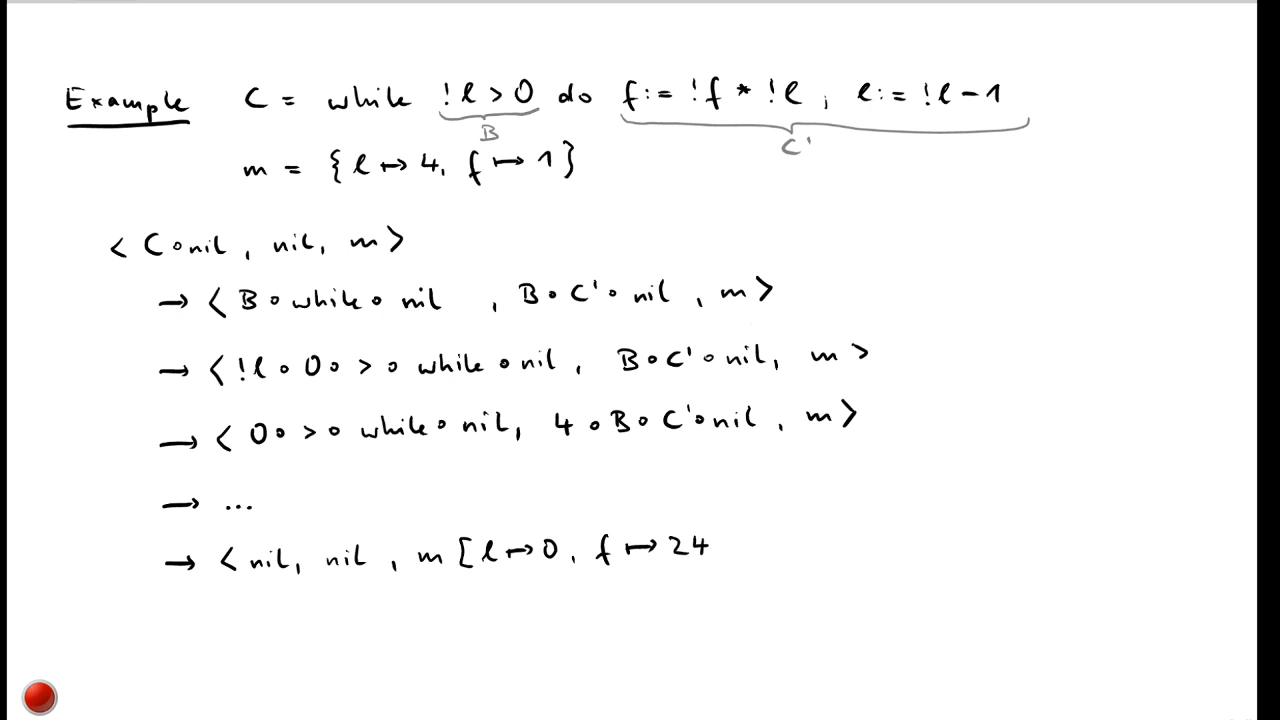 Example C = while !l > 0 do f := !f * !l ; l := !l - 1
B C'
m = { l ↦ 4, f ↦ 1 }
< C ∘ nil , nil, m >
→ < B ∘ while ∘ nil , B ∘ C' ∘ nil , m >
→ < !l ∘ 0 ∘ > ∘ while ∘ nil , B ∘ C' ∘ nil, m >
→ < 0 ∘ > ∘ while ∘ nil, 4 ∘ B ∘ C' ∘ nil , m >
→ ...
→ < nil, nil , m [ l ↦ 0, f ↦ 24